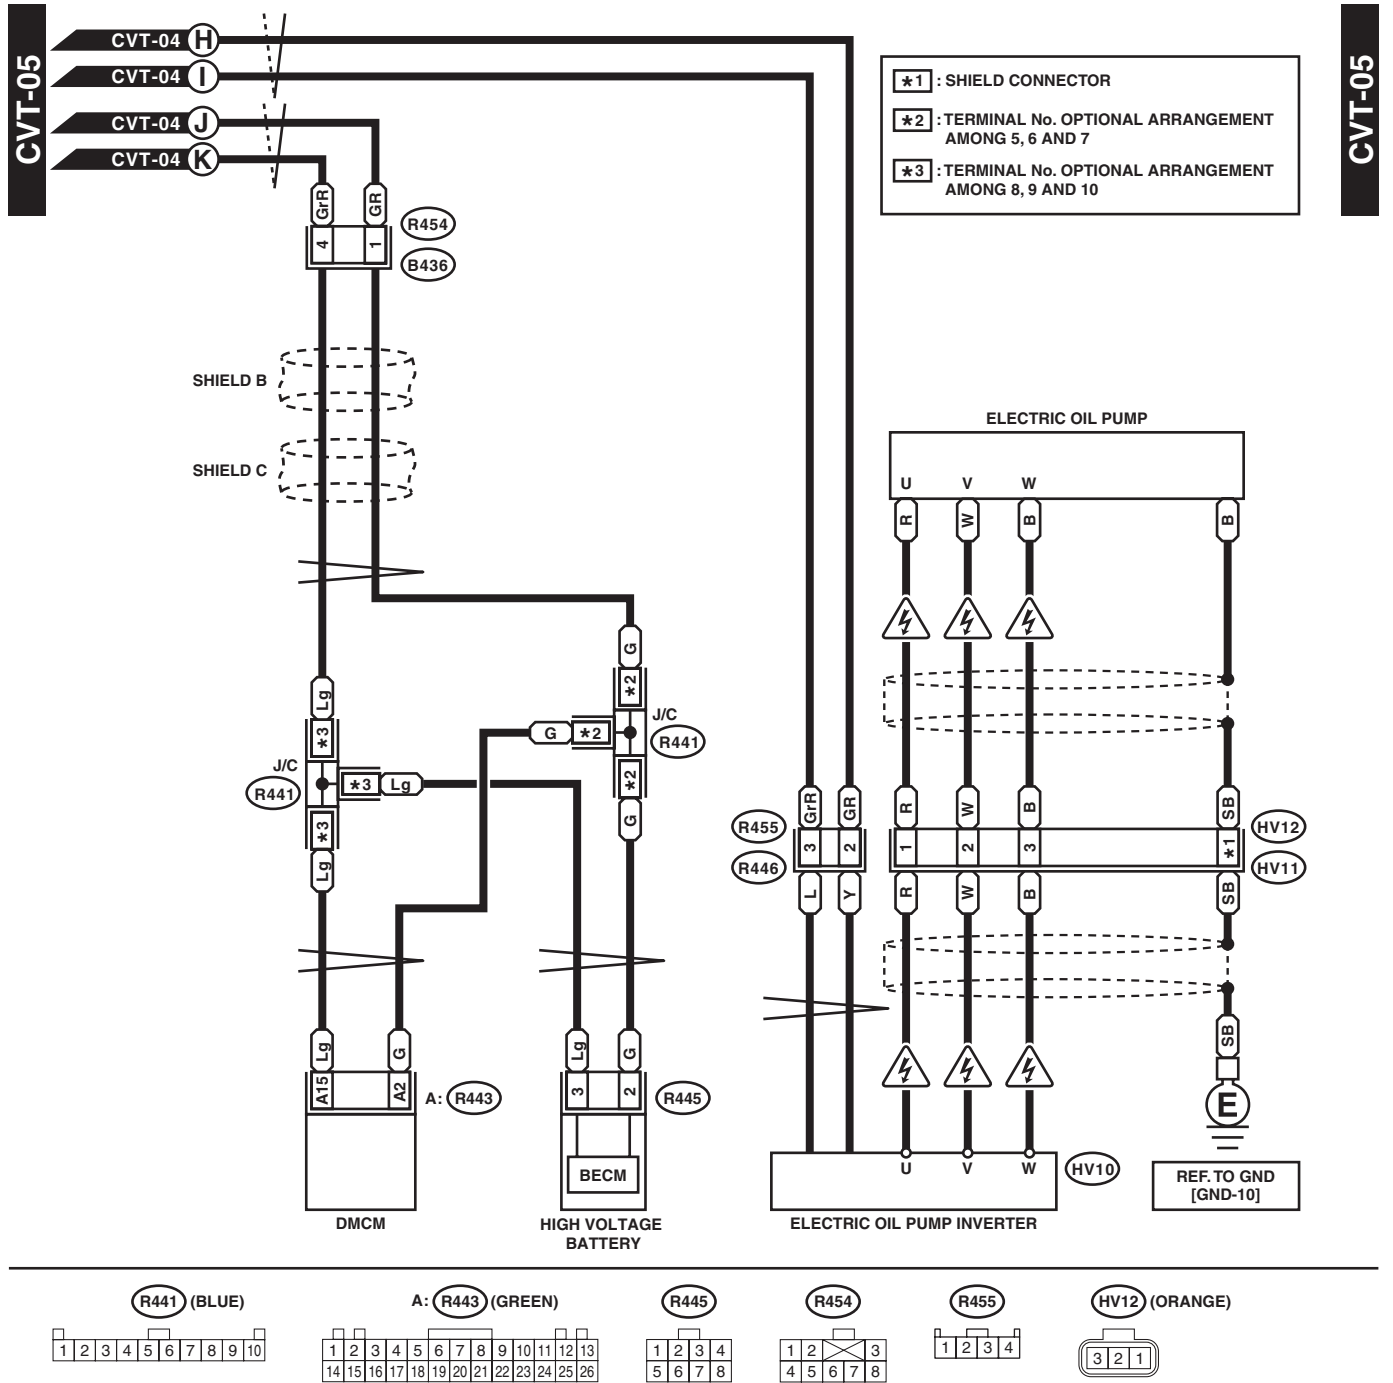 CVT-05
CVT-05
CVT-04 H
CVT-04 I
CVT-04 J
CVT-04 K
*1 : SHIELD CONNECTOR
*2 : TERMINAL No. OPTIONAL ARRANGEMENT
AMONG 5, 6 AND 7
*3 : TERMINAL No. OPTIONAL ARRANGEMENT
AMONG 8, 9 AND 10
GrR GR
4 1
R454
B436
SHIELD B
SHIELD C
ELECTRIC OIL PUMP
U V W
R W B B
G
*2
Lg
*3
J/C
R441
G *2
*2
G
J/C
R441
*3 Lg
*3
Lg
GrR GR R W B SB
R455
3 2 1 2 3 *1
HV12
R446
HV11
L Y R W B SB
SB
E
REF. TO GND
[GND-10]
Lg G Lg G
A15 A2
A: R443
3 2
R445
BECM
DMCM
HIGH VOLTAGE
BATTERY
U V W
HV10
ELECTRIC OIL PUMP INVERTER
R441 (BLUE)
1 2 3 4 5 6 7 8 9 10
A: R443 (GREEN)
1 2 3 4 5 6 7 8 9 10 11 12 13
14 15 16 17 18 19 20 21 22 23 24 25 26
R445
1 2 3 4
5 6 7 8
R454
1 2 3
4 5 6 7 8
R455
1 2 3 4
HV12 (ORANGE)
3 2 1